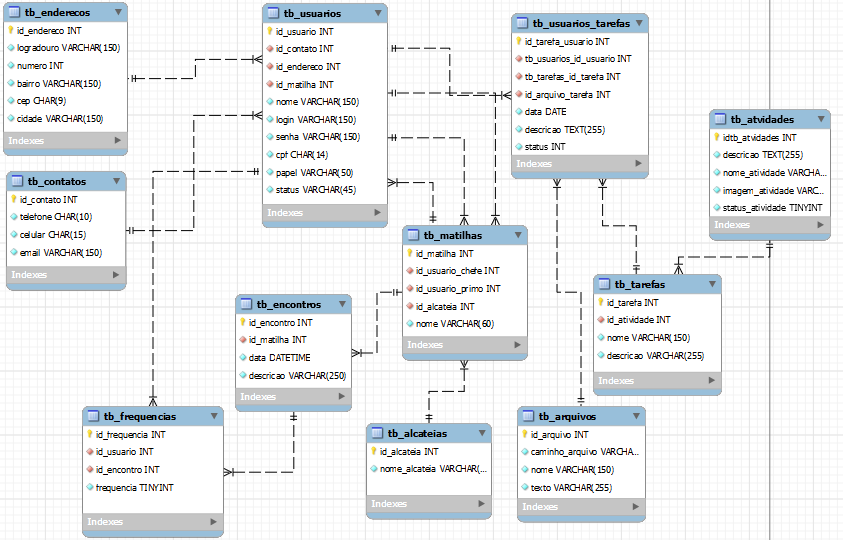 tb_enderecos
id_endereco INT
logradouro VARCHAR(150)
numero INT
bairro VARCHAR(150)
cep CHAR(9)
cidade VARCHAR(150)
Indexes
tb_usuarios
id_usuario INT
id_contato INT
id_endereco INT
id_matilha INT
nome VARCHAR(150)
login VARCHAR(150)
senha VARCHAR(150)
cpf CHAR(14)
papel VARCHAR(50)
status VARCHAR(45)
Indexes
tb_usuarios_tarefas
id_tarefa_usuario INT
tb_usuarios_id_usuario INT
tb_tarefas_id_tarefa INT
id_arquivo_tarefa INT
data DATE
descricao TEXT(255)
status INT
Indexes
tb_atvidades
idtb_atvidades INT
descricao TEXT(255)
nome_atividade VARCHA...
imagem_atividade VARC...
status_atividade TINYINT
Indexes
tb_contatos
id_contato INT
telefone CHAR(10)
celular CHAR(15)
email VARCHAR(150)
Indexes
tb_matilhas
id_matilha INT
id_usuario_chefe INT
id_usuario_primo INT
id_alcateia INT
nome VARCHAR(60)
Indexes
tb_tarefas
id_tarefa INT
id_atividade INT
nome VARCHAR(150)
descricao VARCHAR(255)
Indexes
tb_encontros
id_encontro INT
id_matilha INT
data DATETIME
descricao VARCHAR(250)
Indexes
tb_frequencias
id_frequencia INT
id_usuario INT
id_encontro INT
frequencia TINYINT
Indexes
tb_alcateias
id_alcateia INT
nome_alcateia VARCHAR(...
Indexes
tb_arquivos
id_arquivo INT
caminho_arquivo VARCHA...
nome VARCHAR(150)
texto VARCHAR(255)
Indexes